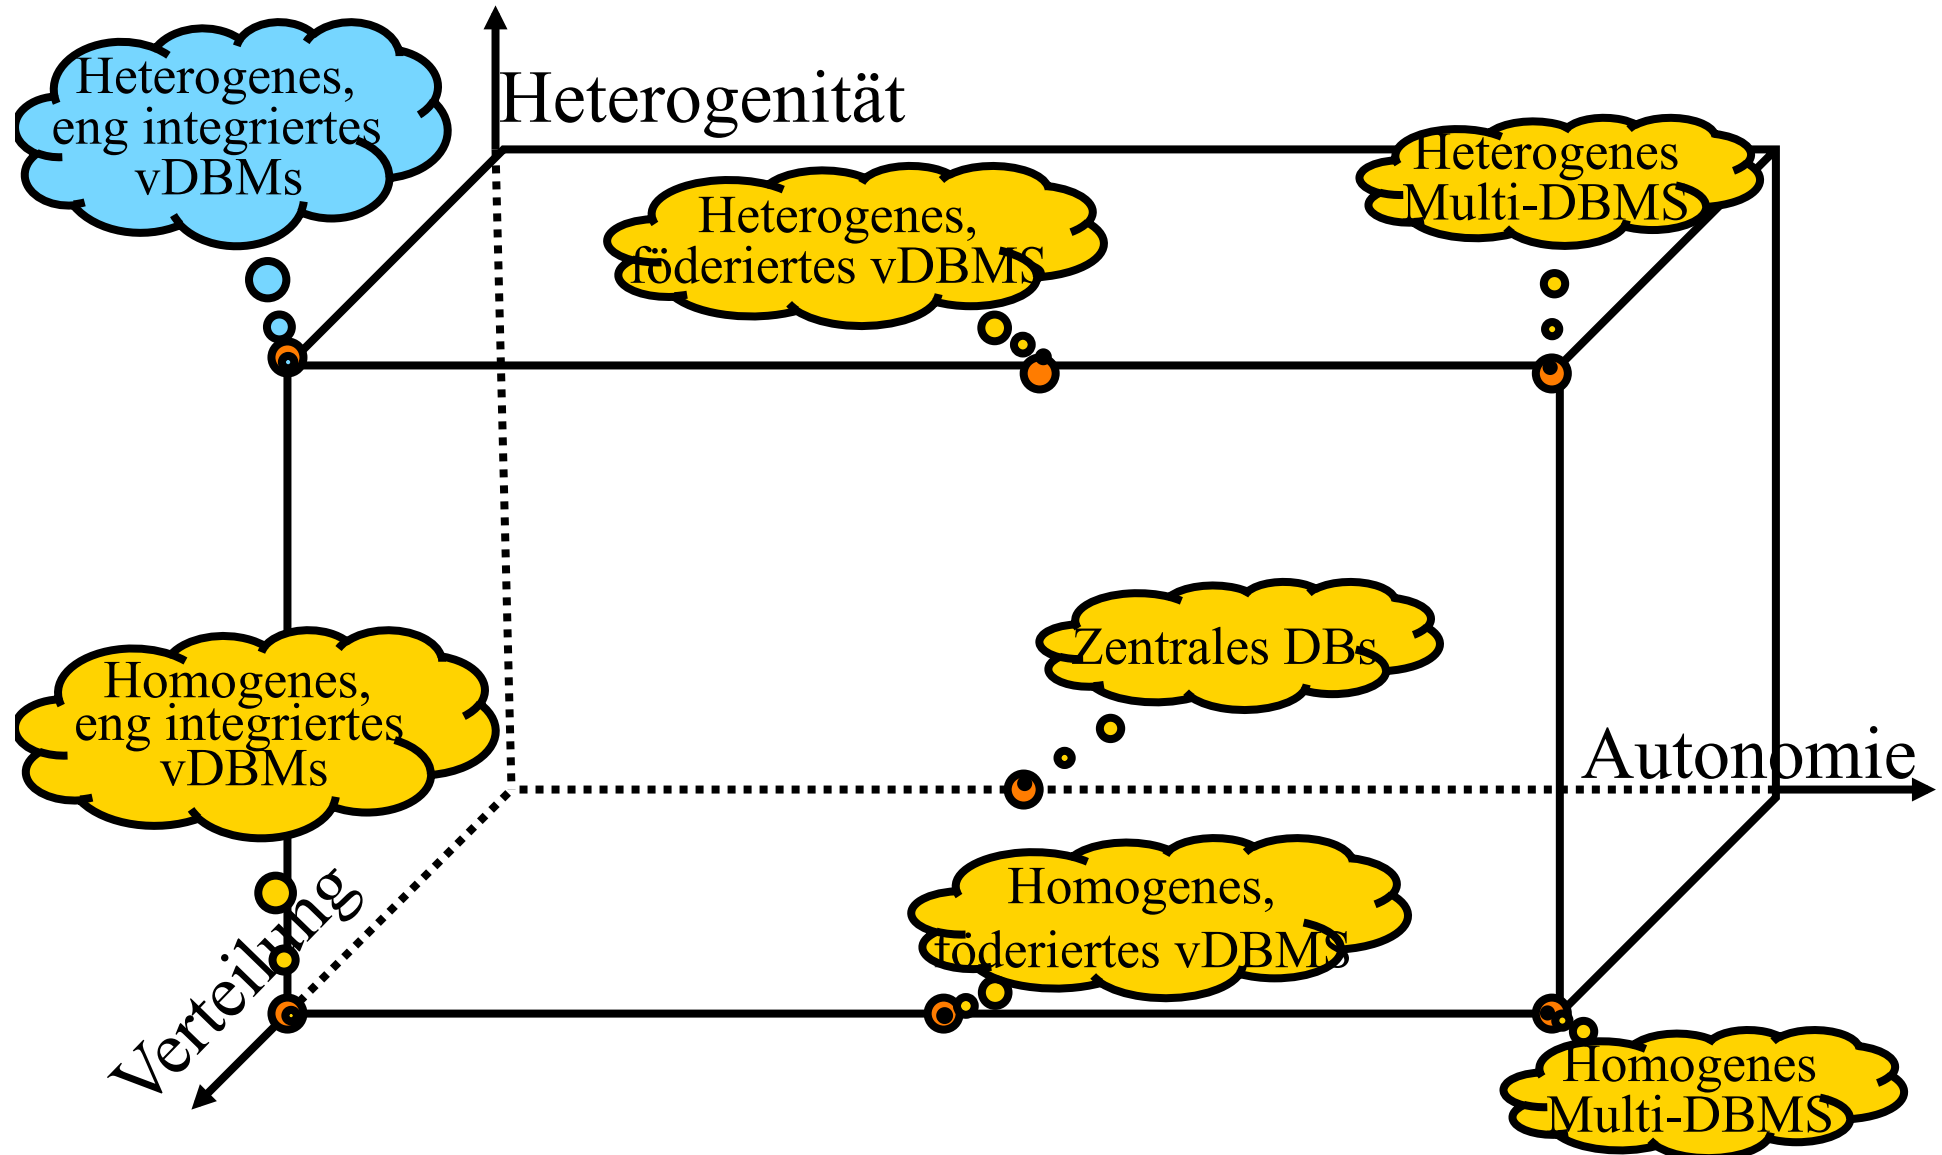 Heterogenes,
eng integriertes
vDBMs
Heterogenität
Heterogenes,
föderiertes vDBMS
Heterogenes
Multi-DBMS
Homogenes,
eng integriertes
vDBMs
Zentrales DBs
Autonomie
Verteilung
Homogenes,
föderiertes vDBMS
Homogenes
Multi-DBMS